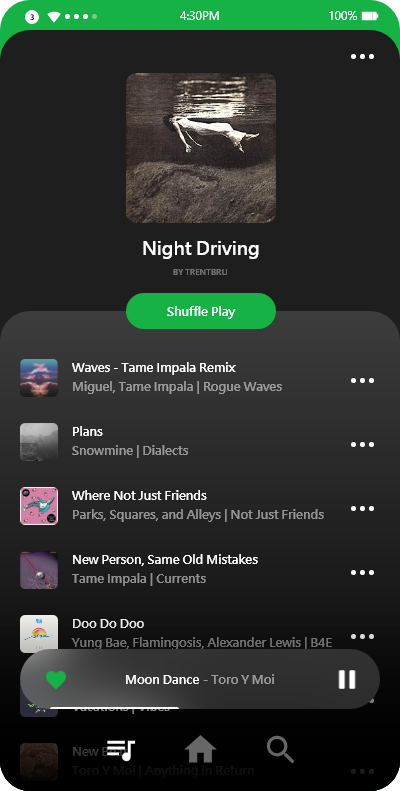 3
4:30PM
100%
Night Driving
BY TRENTBRU
Shuffle Play
Waves - Tame Impala Remix
Miguel, Tame Impala | Rogue Waves
Plans
Snowmine | Dialects
Where Not Just Friends
Parks, Squares, and Alleys | Not Just Friends
New Person, Same Old Mistakes
Tame Impala | Currents
Doo Do Doo
Yung Bae, Flamingosis, Alexander Lewis | B4E
Moon Dance - Toro Y Moi
Vacations | Vibes
New
Toro Y Moi | Anything in Return